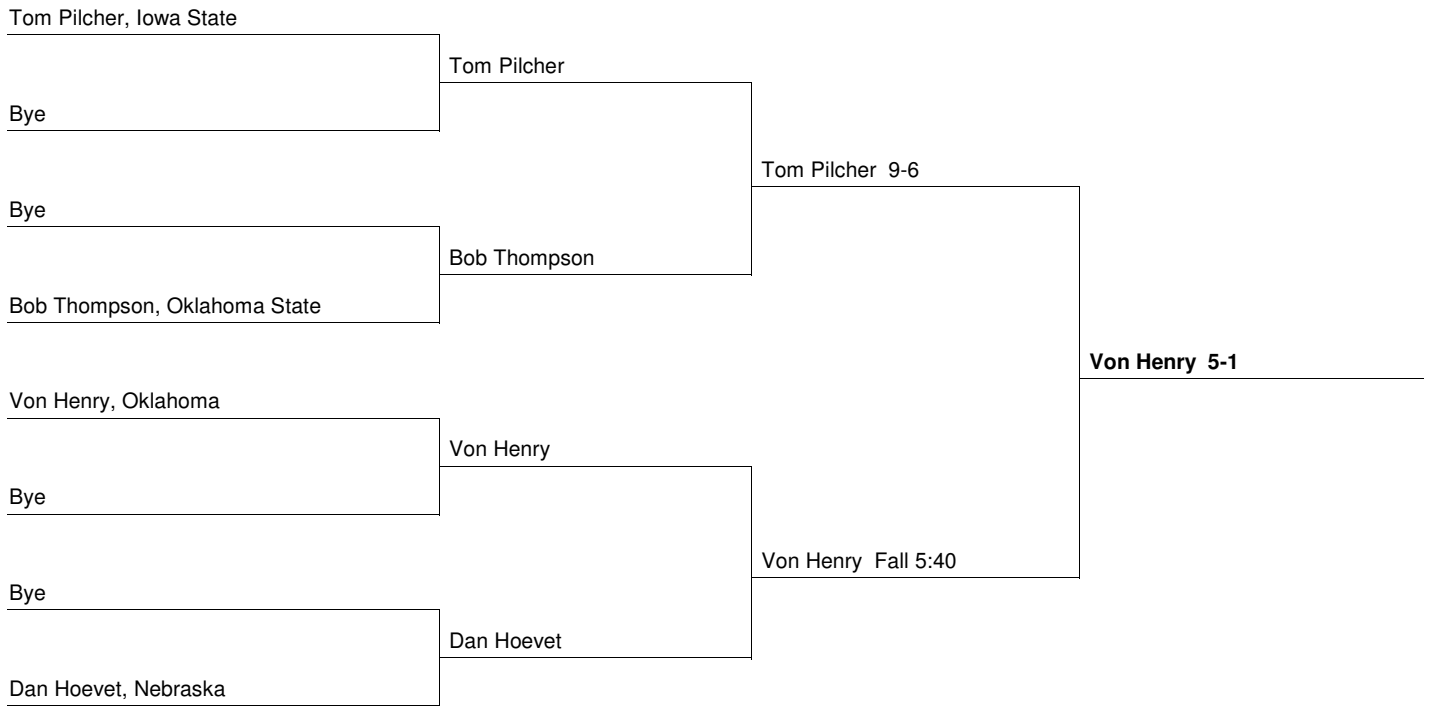 Tom Pilcher, Iowa State
Tom Pilcher
Bye
Tom Pilcher 9-6
Bye
Bob Thompson
Bob Thompson, Oklahoma State
Von Henry 5-1
Von Henry, Oklahoma
Von Henry
Bye
Von Henry Fall 5:40
Bye
Dan Hoevet
Dan Hoevet, Nebraska